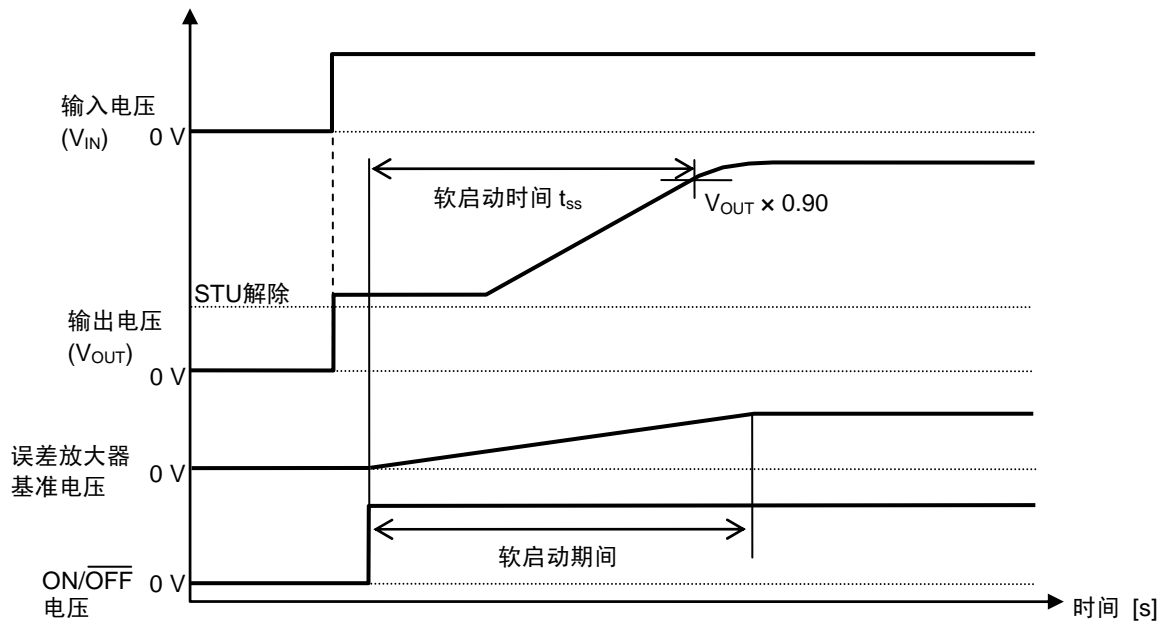 输入电压
(VIN)
0 V
软启动时间 tss
VOUT × 0.90
STU解除
输出电压
(VOUT)
0 V
误差放大器
基准电压
0 V
软启动期间
ON/OFF
电压
0 V
时间 [s]